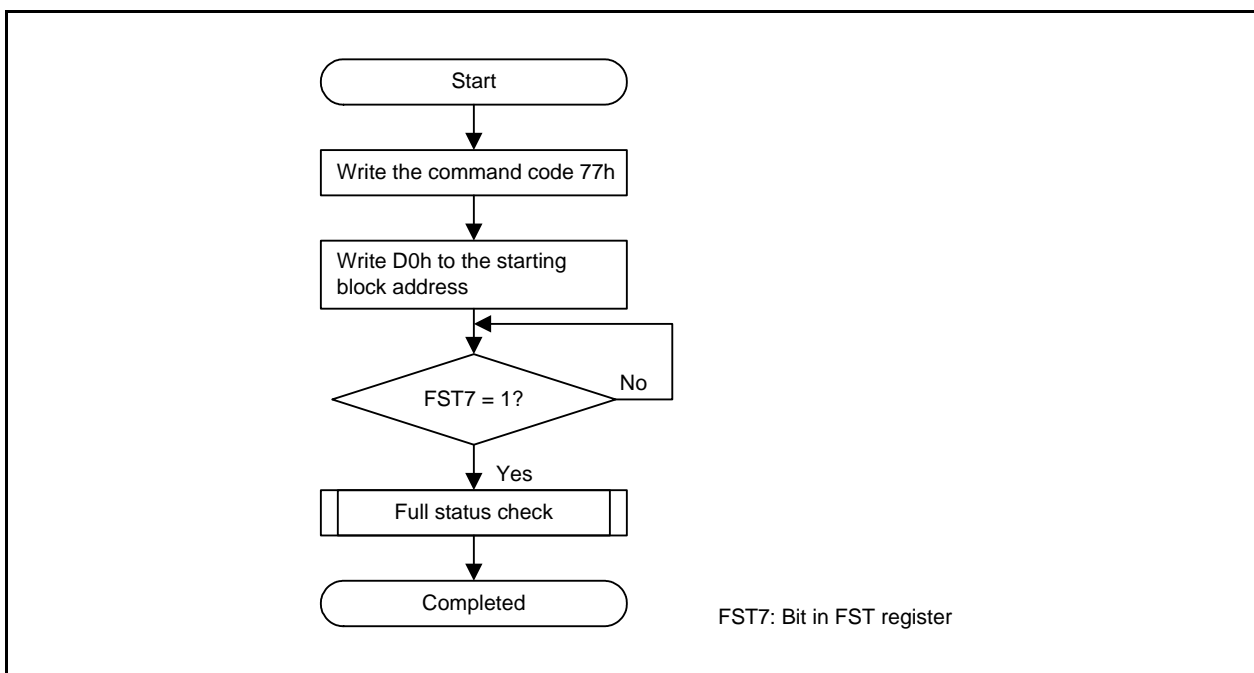 Start
Write the command code 77h
Write D0h to the starting
block address
FST7 = 1?
No
Yes
Full status check
Completed
FST7: Bit in FST register